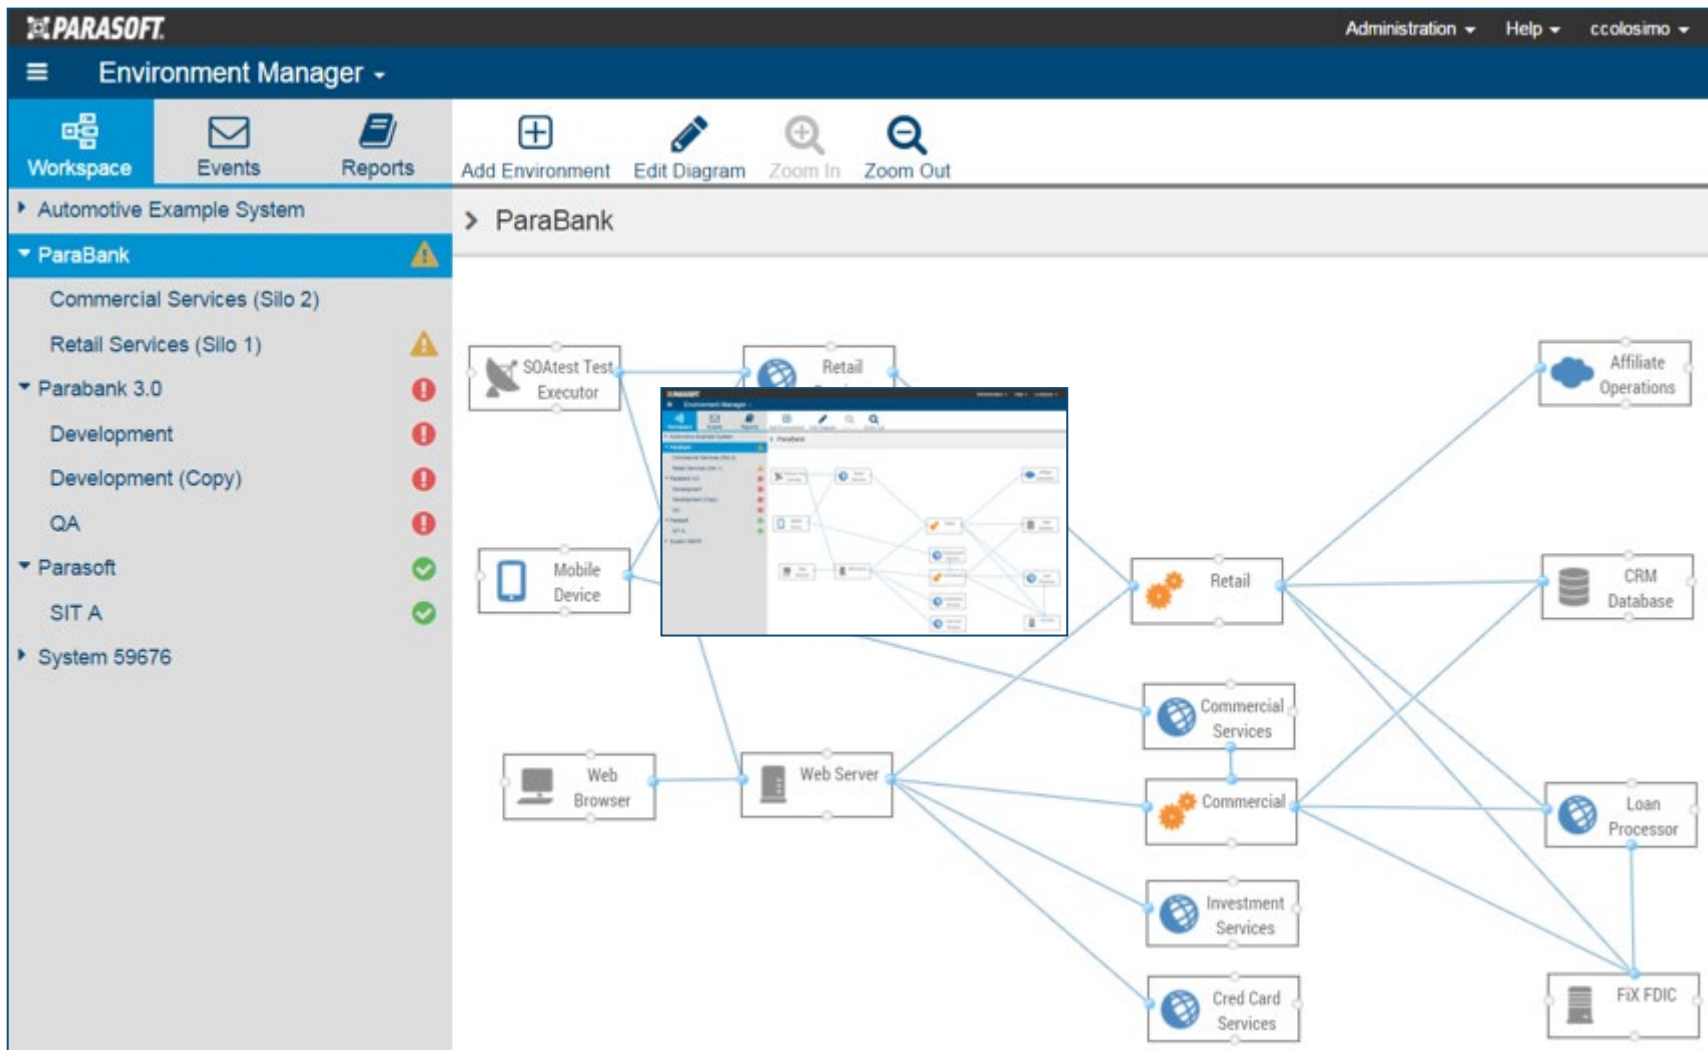 PARASOFT.
Administration
Help
ccolosimo
Environment Manager
Workspace
Events
Reports
Add Environment
Edit Diagram
Zoom In
Zoom Out
Automotive Example System
ParaBank
Commercial Services (Silo 2)
Retail Services (Silo 1)
Parabank 3.0
Development
Development (Copy)
QA
Parasoft
SIT A
System 59676
ParaBank
SOAtest Test
Executor
Retail
Affiliate
Operations
Mobile
Device
Retail
CRM
Database
Commercial
Services
Web
Browser
Web Server
Commercial
Loan
Processor
Investment
Services
Cred Card
Services
FiX FDIC